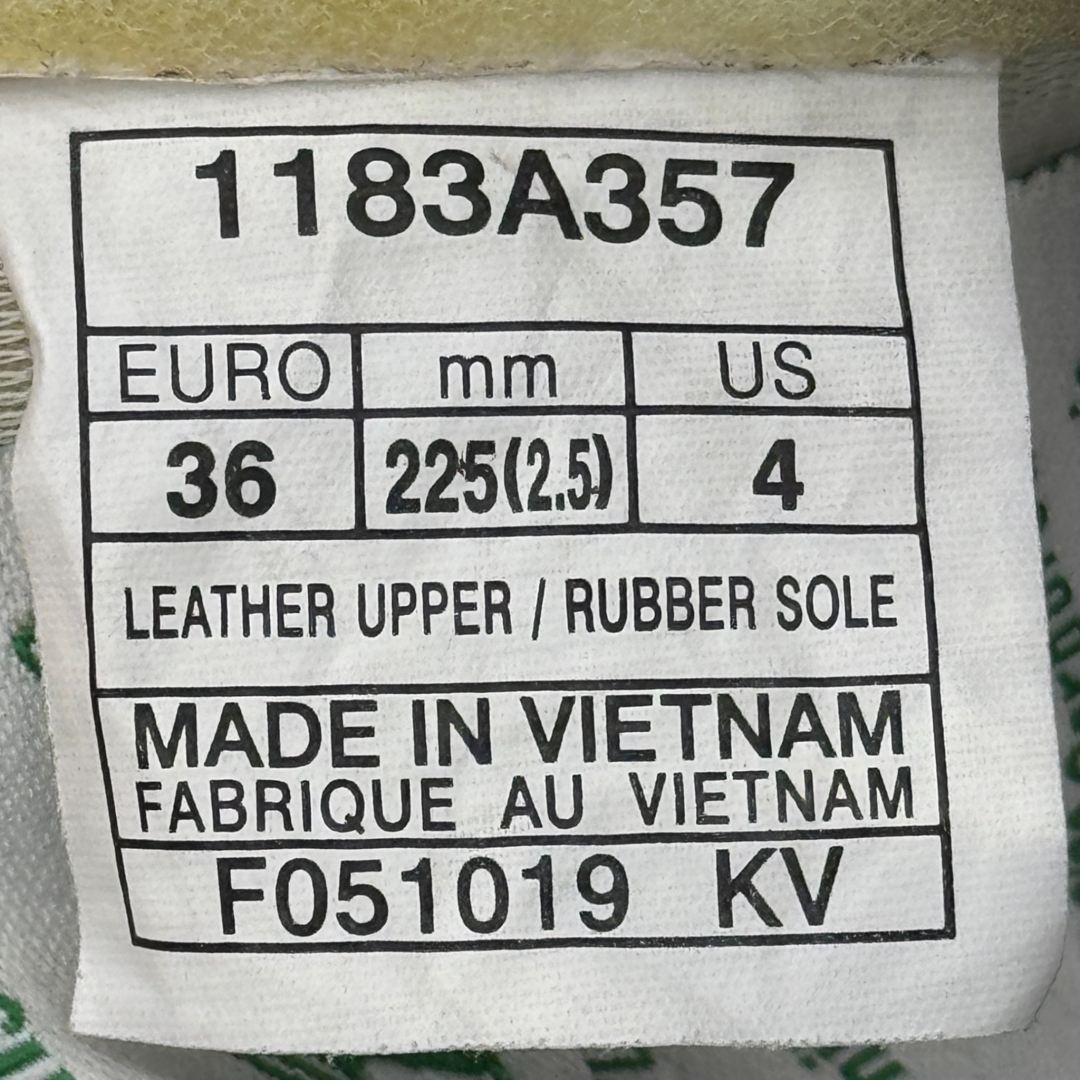 1183A357
EURO mm US
36 225(2.5) 4
LEATHER UPPER / RUBBER SOLE
MADE IN VIETNAM
FABRIQUE AU VIETNAM
F051019 KV